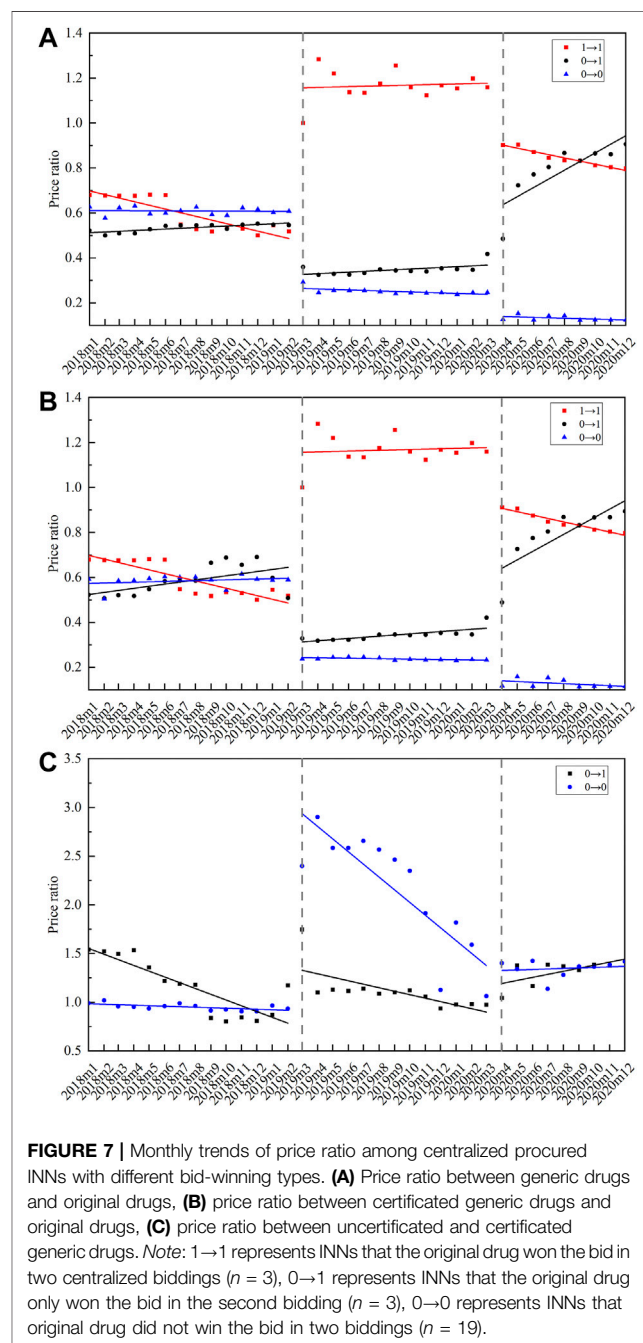 A
1.4
1.2
1.0
0.8
0.6
0.4
0.2
Price ratio
1→1
0→1
0→0
2018m1
2018m2
2018m3
2018m4
2018m5
2018m6
2018m7
2018m8
2018m9
2018m10
2018m11
2018m12
2019m1
2019m2
2019m3
2019m4
2019m5
2019m6
2019m7
2019m8
2019m9
2019m10
2019m11
2019m12
2020m1
2020m2
2020m3
2020m4
2020m5
2020m6
2020m7
2020m8
2020m9
2020m10
2020m11
2020m12
B
1.4
1.2
1.0
0.8
0.6
0.4
0.2
Price ratio
1→1
0→1
0→0
2018m1
2018m2
2018m3
2018m4
2018m5
2018m6
2018m7
2018m8
2018m9
2018m10
2018m11
2018m12
2019m1
2019m2
2019m3
2019m4
2019m5
2019m6
2019m7
2019m8
2019m9
2019m10
2019m11
2019m12
2020m1
2020m2
2020m3
2020m4
2020m5
2020m6
2020m7
2020m8
2020m9
2020m10
2020m11
2020m12
C
3.5
3.0
2.5
2.0
1.5
1.0
0.5
Price ratio
0→1
0→0
2018m1
2018m2
2018m3
2018m4
2018m5
2018m6
2018m7
2018m8
2018m9
2018m10
2018m11
2018m12
2019m1
2019m2
2019m3
2019m4
2019m5
2019m6
2019m7
2019m8
2019m9
2019m10
2019m11
2019m12
2020m1
2020m2
2020m3
2020m4
2020m5
2020m6
2020m7
2020m8
2020m9
2020m10
2020m11
2020m12
FIGURE 7 | Monthly trends of price ratio among centralized procured
INNs with different bid-winning types. (A) Price ratio between generic drugs
and original drugs, (B) price ratio between certificated generic drugs and
original drugs, (C) price ratio between uncertificated and certificated
generic drugs. Note: 1→1 represents INNs that the original drug won the bid in
two centralized biddings (n = 3), 0→1 represents INNs that the original drug
only won the bid in the second bidding (n = 3), 0→0 represents INNs that
original drug did not win the bid in two biddings (n = 19).